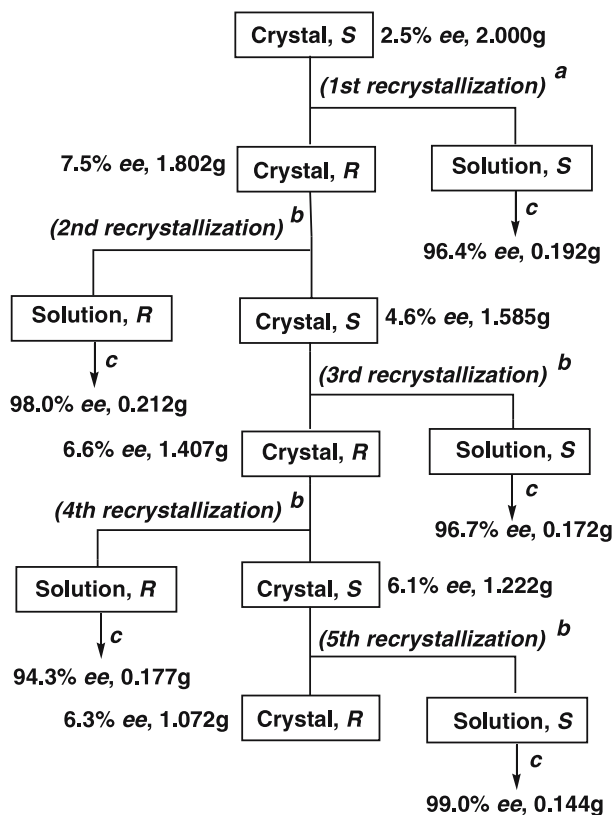 Crystal, S 2.5% ee, 2.000g
(1st recrystallization) a
7.5% ee, 1.802g Crystal, R Solution, S
(2nd recrystallization) b c
96.4% ee, 0.192g
Solution, R Crystal, S 4.6% ee, 1.585g
c (3rd recrystallization) b
98.0% ee, 0.212g
6.6% ee, 1.407g Crystal, R Solution, S
(4th recrystallization) b c
96.7% ee, 0.172g
Solution, R Crystal, S 6.1% ee, 1.222g
c (5th recrystallization) b
94.3% ee, 0.177g
6.3% ee, 1.072g Crystal, R Solution, S
c
99.0% ee, 0.144g